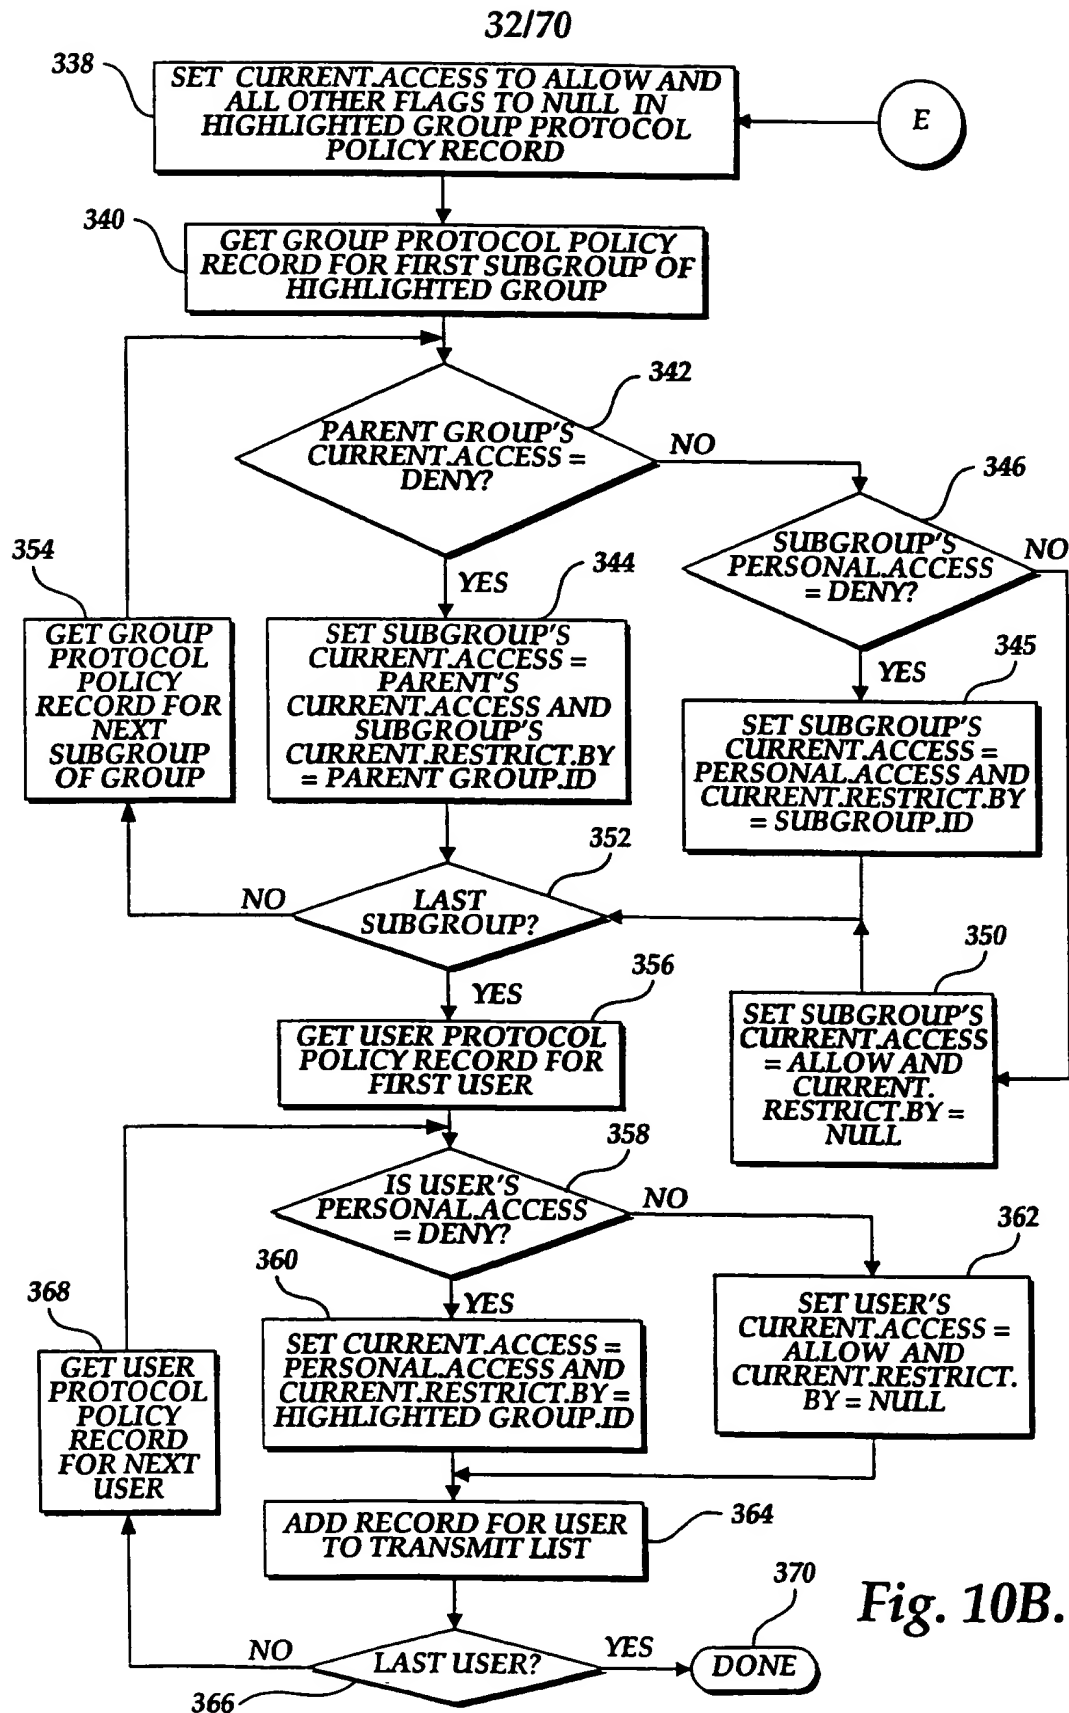 32/70
338
SET CURRENT.ACCESS TO ALLOW AND
ALL OTHER FLAGS TO NULL IN
HIGHLIGHTED GROUP PROTOCOL
POLICY RECORD
E
340
GET GROUP PROTOCOL POLICY
RECORD FOR FIRST SUBGROUP OF
HIGHLIGHTED GROUP
342
PARENT GROUP'S
CURRENT.ACCESS =
DENY?
NO
346
SUBGROUP'S
PERSONAL.ACCESS
= DENY?
NO
354
GET GROUP
PROTOCOL
POLICY
RECORD FOR
NEXT
SUBGROUP
OF GROUP
YES
344
SET SUBGROUP'S
CURRENT.ACCESS =
PARENT'S
CURRENT.ACCESS AND
SUBGROUP'S
CURRENT.RESTRICT.BY
= PARENT GROUP.ID
YES
345
SET SUBGROUP'S
CURRENT.ACCESS =
PERSONAL.ACCESS AND
CURRENT.RESTRICT.BY
= SUBGROUP.ID
352
NO
LAST
SUBGROUP?
350
SET SUBGROUP'S
CURRENT.ACCESS
= ALLOW AND
CURRENT.
RESTRICT.BY =
NULL
YES
356
GET USER PROTOCOL
POLICY RECORD FOR
FIRST USER
358
IS USER'S
PERSONAL.ACCESS
= DENY?
NO
362
SET USER'S
CURRENT.ACCESS =
ALLOW AND
CURRENT.RESTRICT.
BY = NULL
360
YES
SET CURRENT.ACCESS =
PERSONAL.ACCESS AND
CURRENT.RESTRICT.BY =
HIGHLIGHTED GROUP.ID
368
GET USER
PROTOCOL
POLICY
RECORD
FOR NEXT
USER
364
ADD RECORD FOR USER
TO TRANSMIT LIST
370
NO
LAST USER?
YES
DONE
366
Fig. 10B.